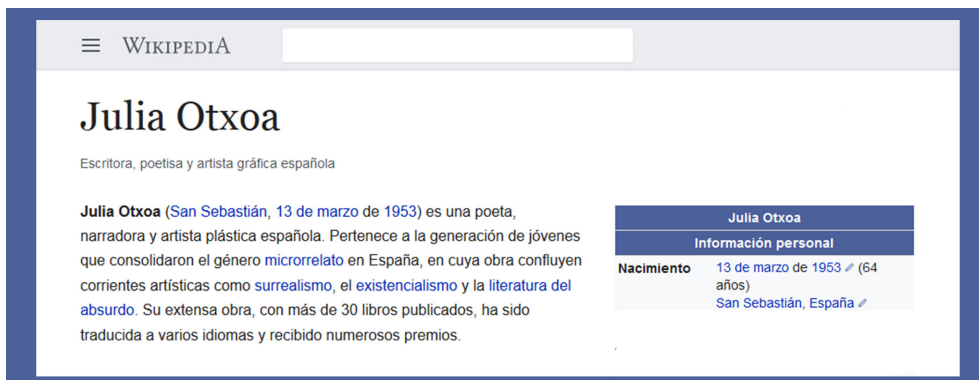 WIKIPEDIA
Julia Otxoa
Escritora, poetisa y artista gráfica española
Julia Otxoa (San Sebastián, 13 de marzo de 1953) es una poeta,
narradora y artista plástica española. Pertenece a la generación de jóvenes
que consolidaron el género microrrelato en España, en cuya obra confluyen
corrientes artísticas como surrealismo, el existencialismo y la literatura del
absurdo. Su extensa obra, con más de 30 libros publicados, ha sido
traducida a varios idiomas y recibido numerosos premios.
Julia Otxoa
Información personal
Nacimiento 13 de marzo de 1953 (64
años)
San Sebastián, España